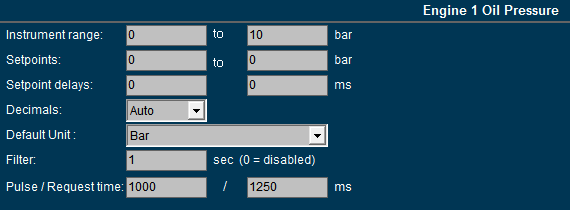 Engine 1 Oil Pressure
Instrument range: 0 to 10 bar
Setpoints: 0 to 0 bar
Setpoint delays: 0 0 ms
Decimals: Auto
Default Unit : Bar
Filter: 1 sec (0 = disabled)
Pulse / Request time: 1000 / 1250 ms